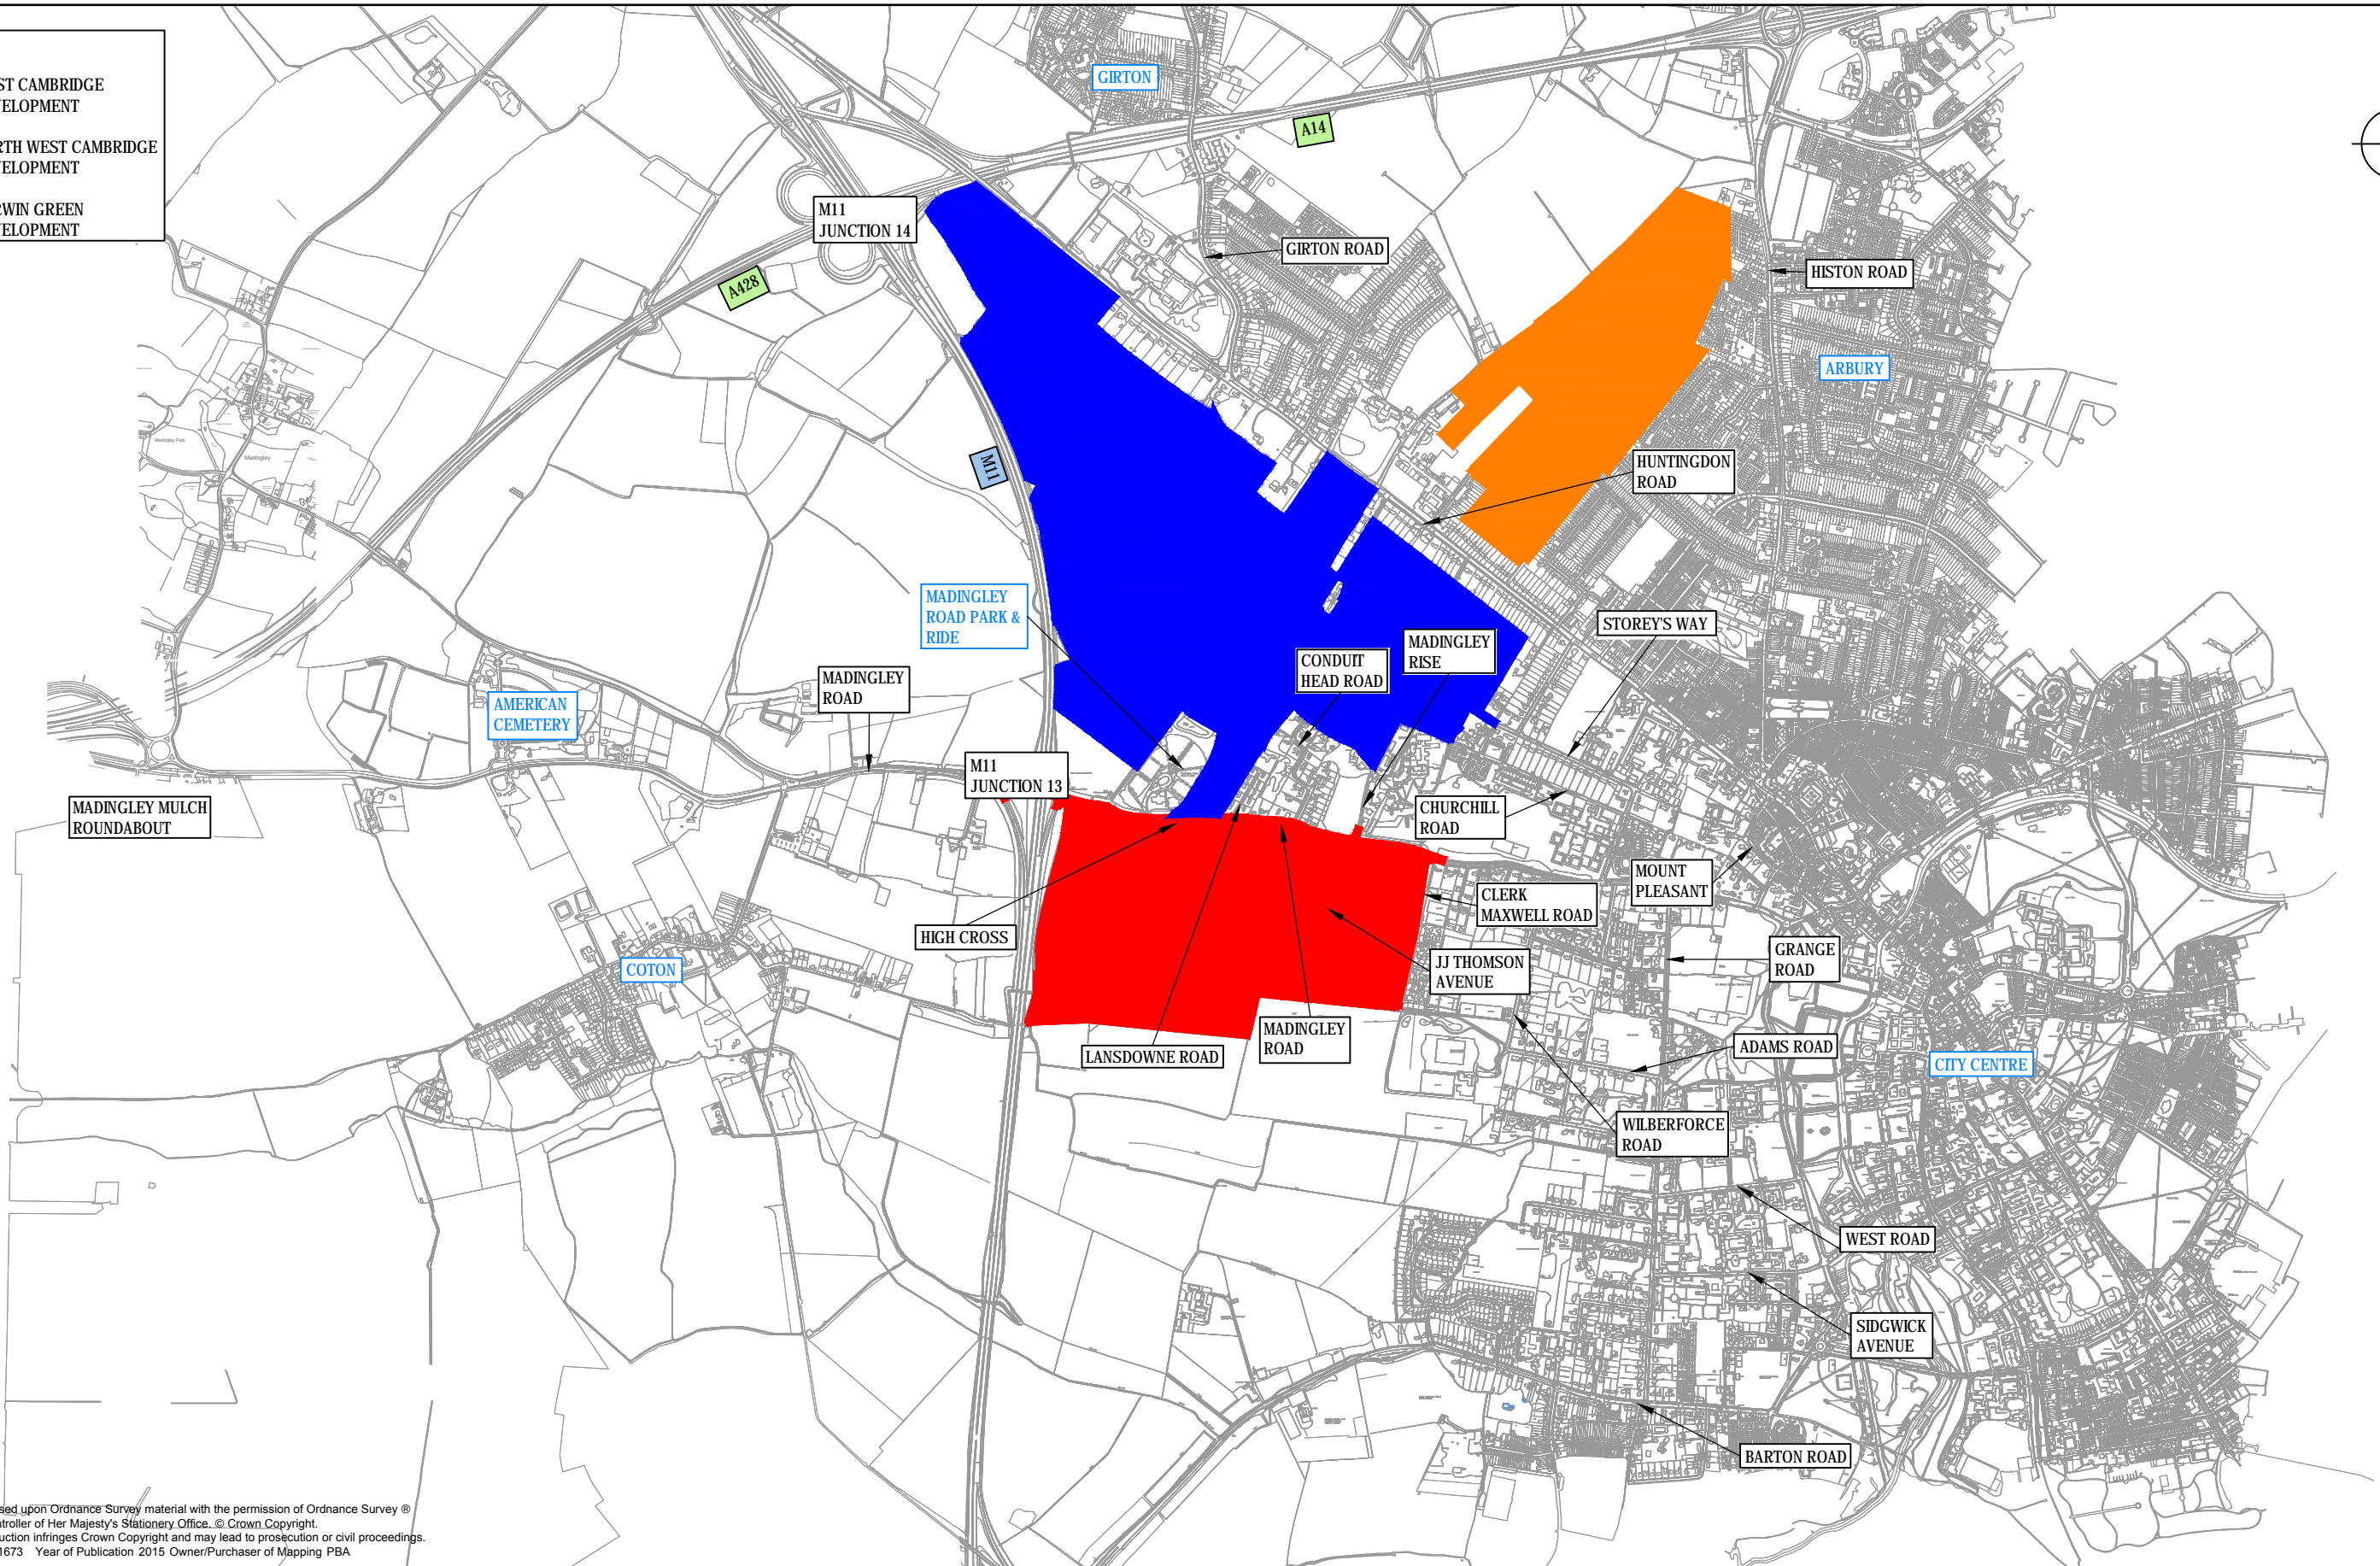 ST CAMBRIDGE
ELOPMENT
RTH WEST CAMBRIDGE
ELOPMENT
WIN GREEN
ELOPMENT
GIRTON
A14
M11
JUNCTION 14
GIRTON ROAD
HISTON ROAD
A428
ARBURY
M11
HUNTINGDON
ROAD
Madingley Park
Madingley
MADINGLEY
ROAD PARK &
RIDE
STOREY'S WAY
MADINGLEY
RISE
CONDUIT
HEAD ROAD
MADINGLEY
ROAD
AMERICAN
CEMETERY
M11
JUNCTION 13
MADINGLEY MULCH
ROUNDABOUT
CHURCHILL
ROAD
MOUNT
PLEASANT
CLERK
MAXWELL ROAD
HIGH CROSS
GRANGE
ROAD
COTON
JJ THOMSON
AVENUE
MADINGLEY
ROAD
LANSDOWNE ROAD
ADAMS ROAD
CITY CENTRE
WILBERFORCE
ROAD
WEST ROAD
SIDGWICK
AVENUE
BARTON ROAD
sed upon Ordnance Survey material with the permission of Ordnance Survey ®
ntroller of Her Majesty's Stationery Office. © Crown Copyright.
uction infringes Crown Copyright and may lead to prosecution or civil proceedings.
1673 Year of Publication 2015 Owner/Purchaser of Mapping PBA